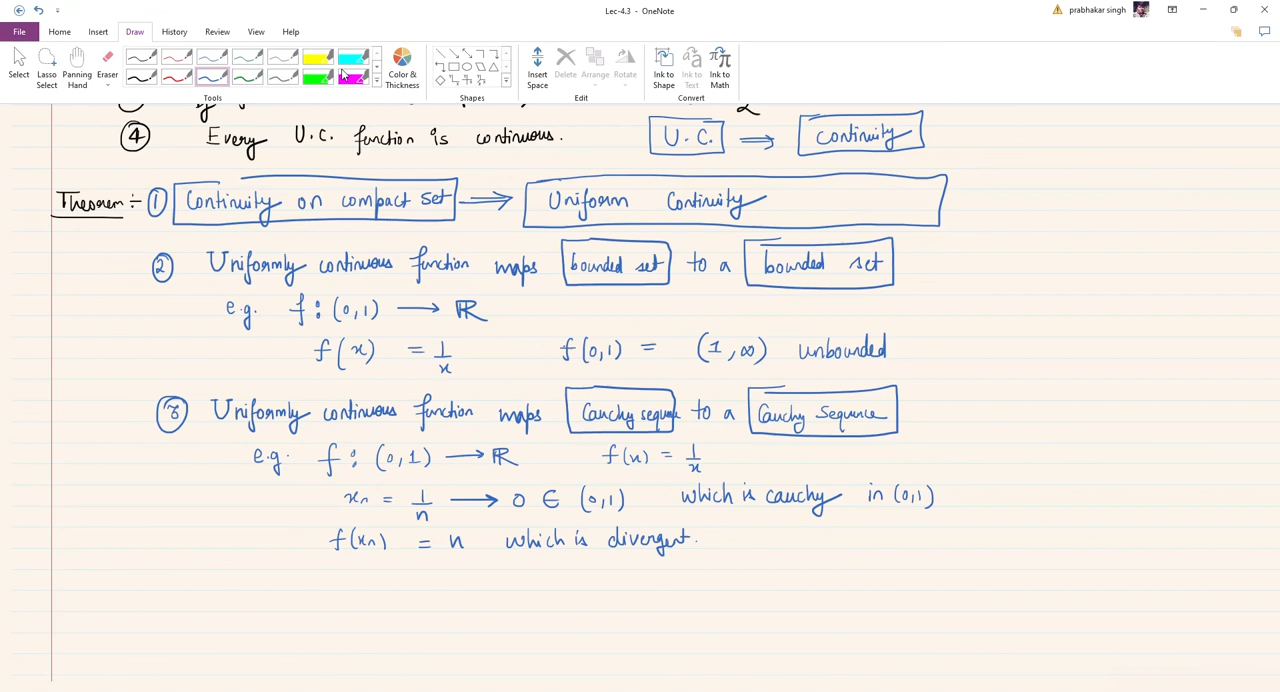 Lec-4.3 - OneNote
prabhakar singh
File Home Insert Draw History Review View Help
Select Lasso Select Panning Hand Eraser Color & Thickness Insert Space Delete Arrange Rotate Ink to Shape Ink to Text Ink to Math
Tools Shapes Edit Convert
④ Every U.C. function is continuous. U.C. ⟹ Continuity
Theorem ÷ ① Continuity on compact set ⟹ Uniform Continuity
② Uniformly continuous function maps bounded set to a bounded set
e.g. f : (0,1) ⟶ ℝ
f(x) = 1/x f(0,1) = (1,∞) unbounded
③ Uniformly continuous function maps Cauchy sequence to a Cauchy Sequence
e.g. f : (0,1) ⟶ ℝ f(x) = 1/x
xₙ = 1/n ⟶ 0 ∈ (0,1) which is cauchy in (0,1)
f(xₙ) = n which is divergent.